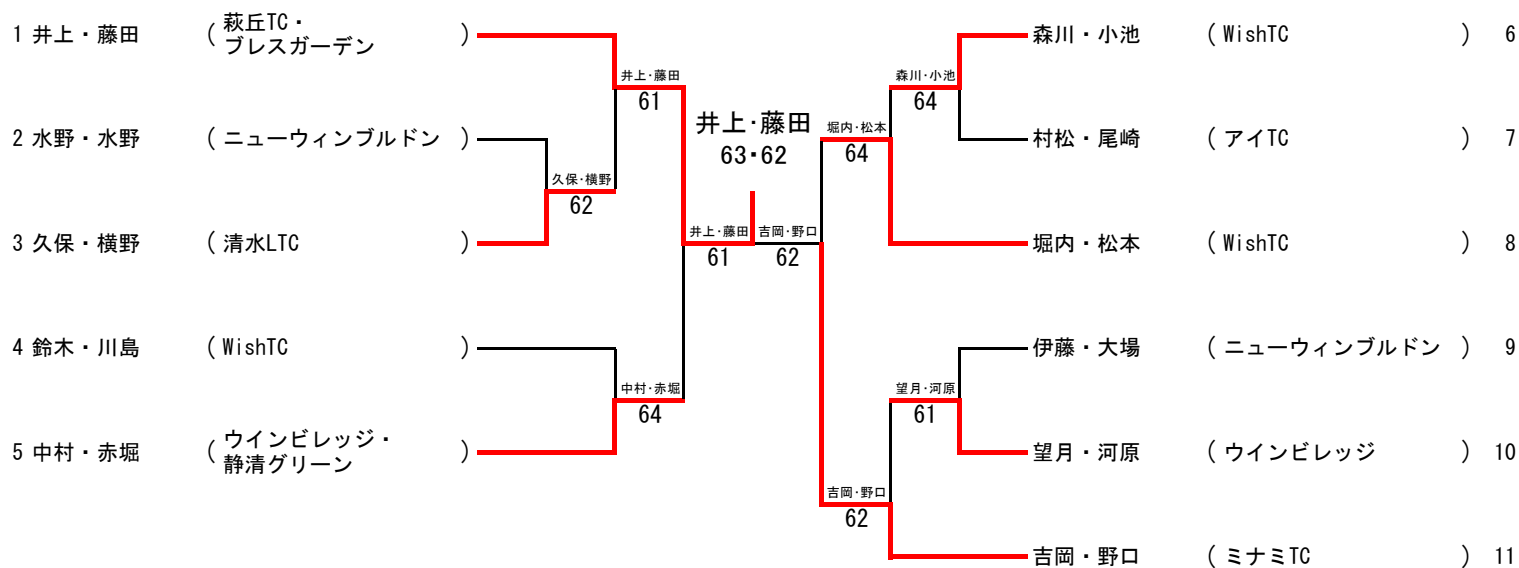 1 井上・藤田 ( 萩丘TC・
ブレスガーデン )
2 水野・水野 ( ニューウィンブルドン )
3 久保・横野 ( 清水LTC )
4 鈴木・川島 ( WishTC )
5 中村・赤堀 ( ウインビレッジ・
静清グリーン )
井上・藤田
61
久保・横野
62
中村・赤堀
64
井上・藤田
61
井上・藤田
63・62
吉岡・野口
62
堀内・松本
64
森川・小池
64
望月・河原
61
吉岡・野口
62
森川・小池 ( WishTC ) 6
村松・尾崎 ( アイTC ) 7
堀内・松本 ( WishTC ) 8
伊藤・大場 ( ニューウィンブルドン ) 9
望月・河原 ( ウインビレッジ ) 10
吉岡・野口 ( ミナミTC ) 11